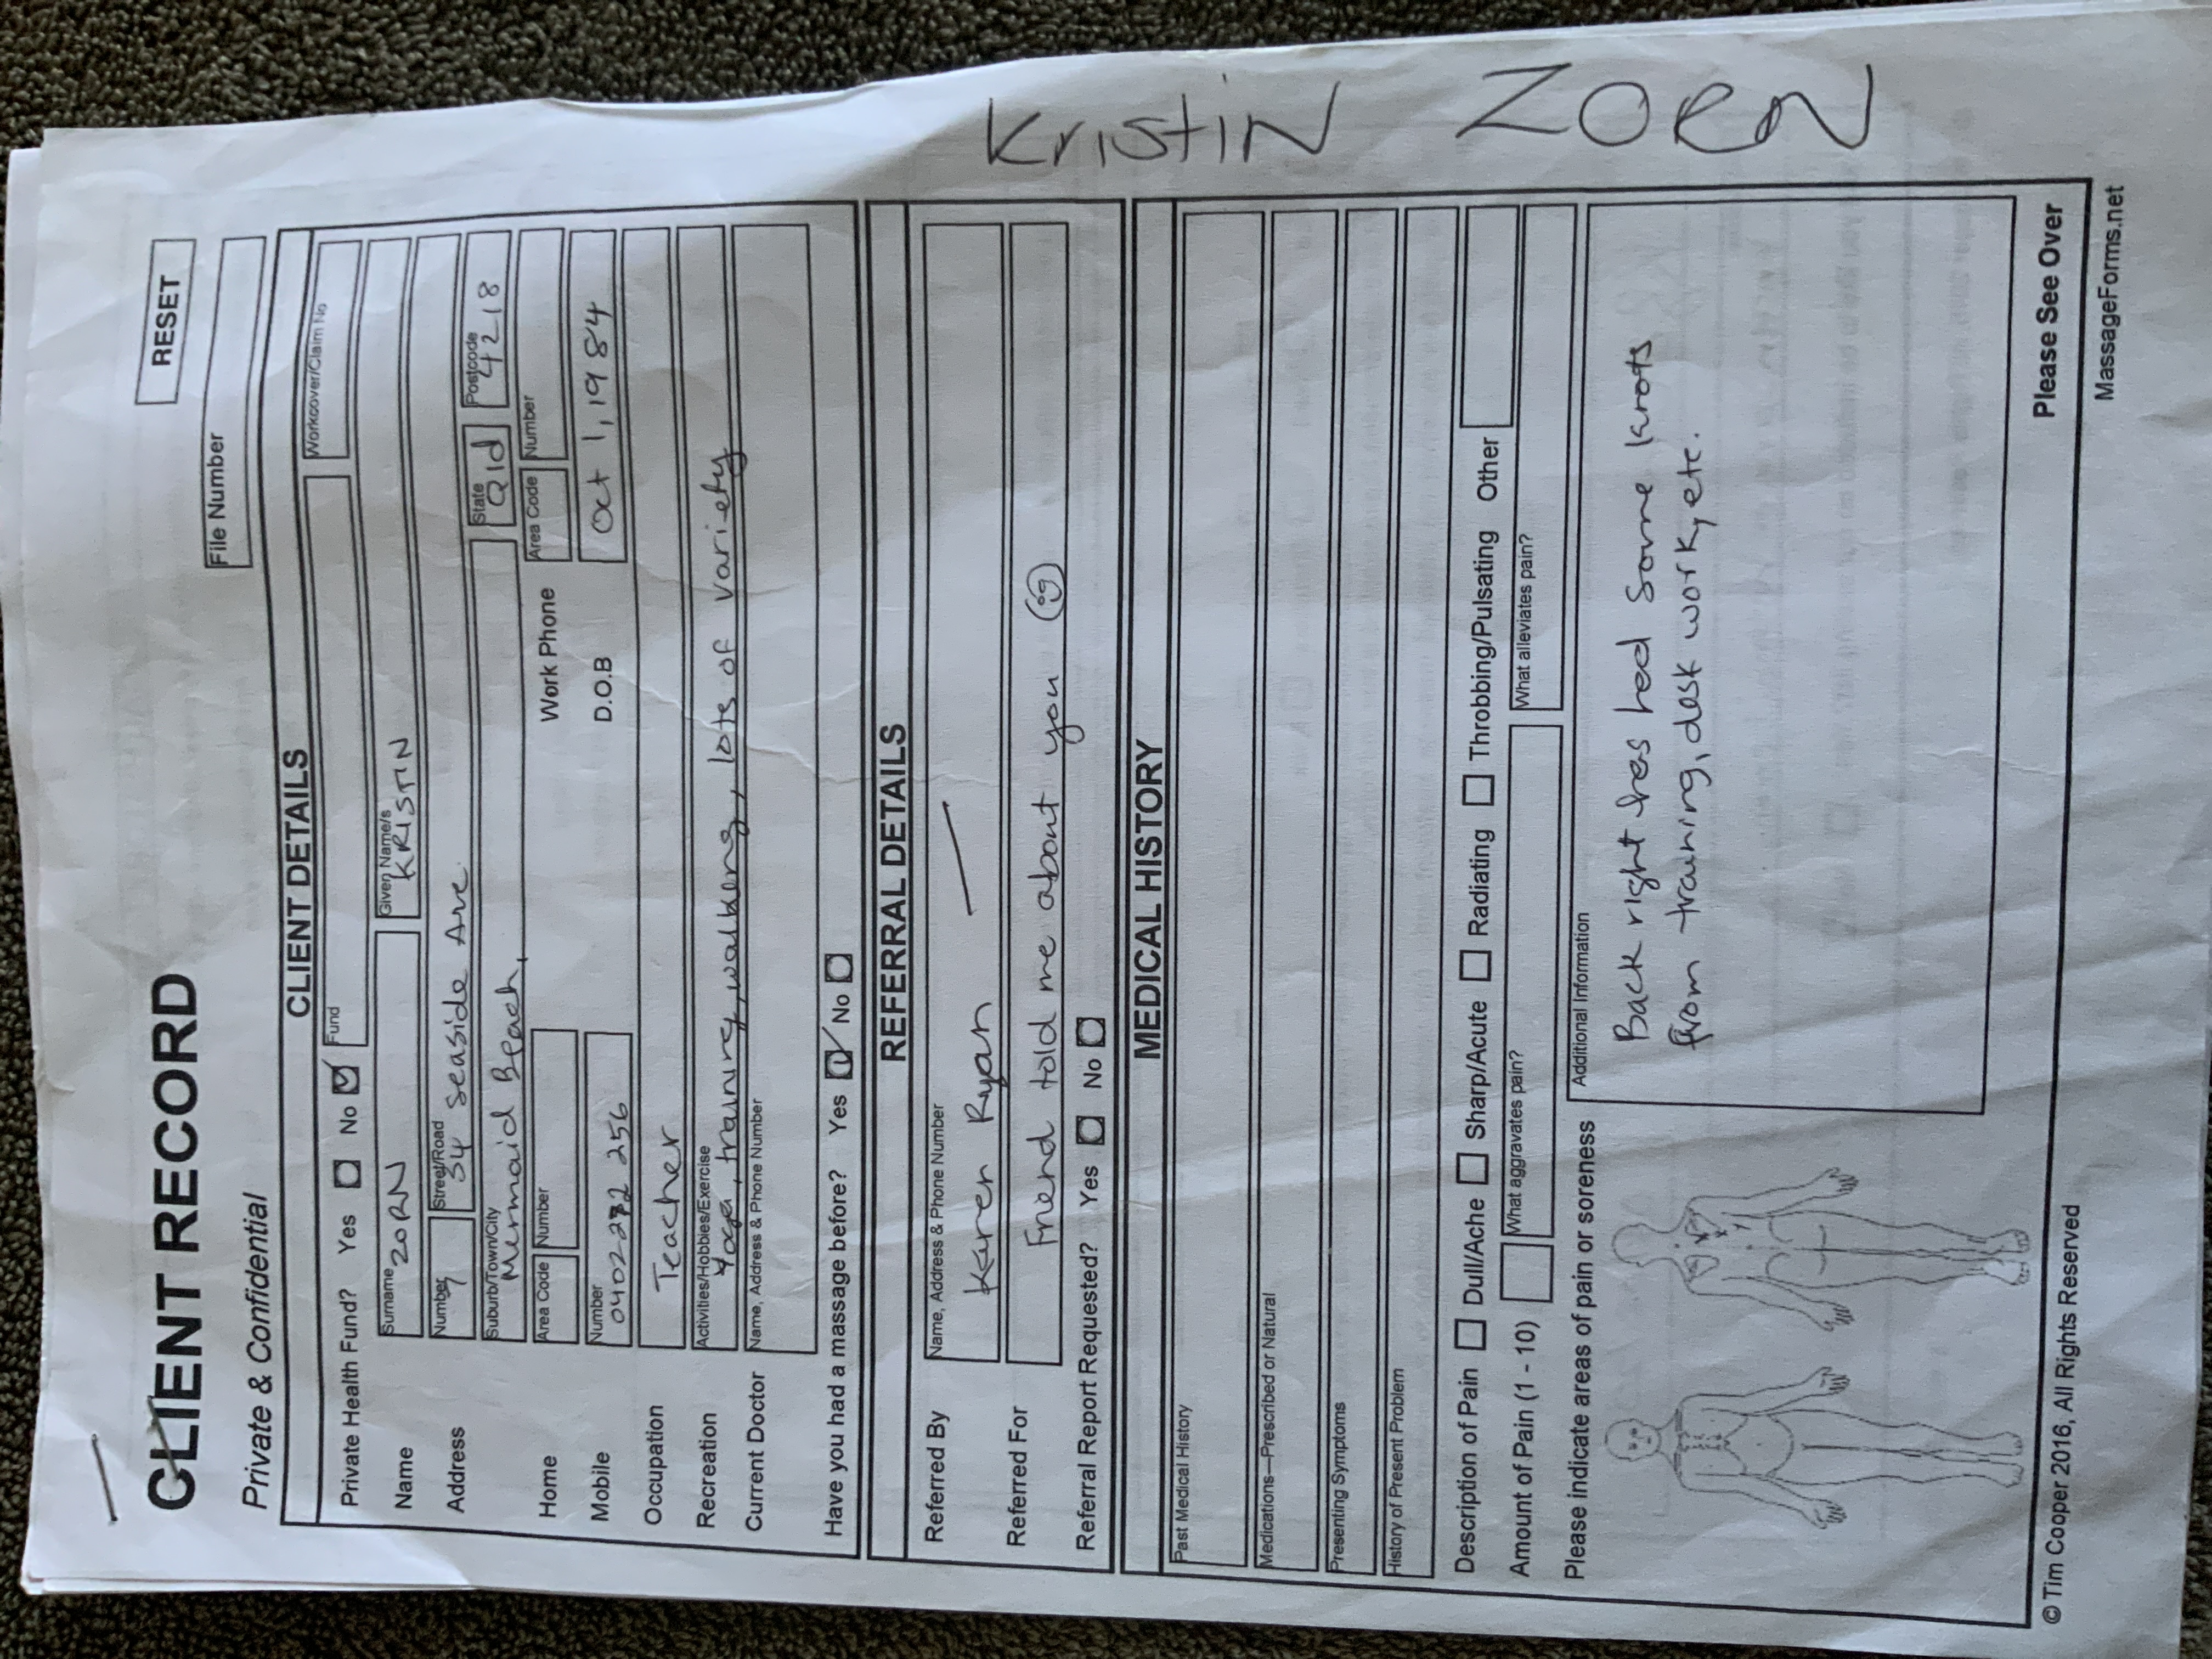 RESET
CLIENT RECORD
Private & Confidential
File Number
CLIENT DETAILS
Private Health Fund? Yes No Fund Workcover/Claim No
Name Surname ZORN Given Name/s KRISTIN
Address Number Street/Road 34 Seaside Ave
Suburb/Town/City Mermaid Beach, State Qld Postcode 4218
Home Area Code Number Work Phone Area Code Number
Mobile Number D.O.B Oct 1, 1984
Occupation Teacher
Recreation Activities/Hobbies/Exercise Yoga, training, walking, lots of variety
Current Doctor Name, Address & Phone Number
Have you had a massage before? Yes No
REFERRAL DETAILS
Referred By Name, Address & Phone Number Karen Ryan
Referred For Friend told me about you
Referral Report Requested? Yes No
MEDICAL HISTORY
Past Medical History
Medications—Prescribed or Natural
Presenting Symptoms
History of Present Problem
Description of Pain Dull/Ache Sharp/Acute Radiating Throbbing/Pulsating Other
Amount of Pain (1 - 10) What aggravates pain? What alleviates pain?
Please indicate areas of pain or soreness Additional Information
Back right has had some knots
from training, desk work, etc.
Please See Over
© Tim Cooper 2016, All Rights Reserved MassageForms.net
Kristin ZORN